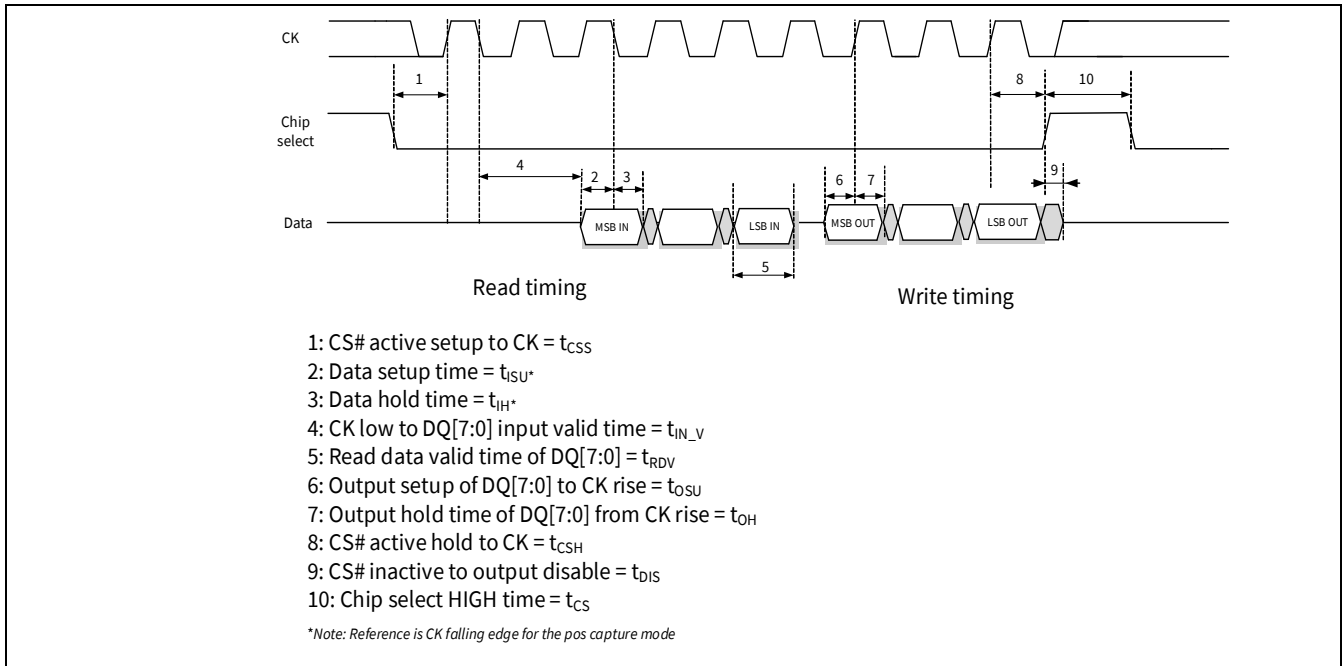 CK
1
8
10
Chip
select
4
2
3
6
7
9
Data
MSB IN
LSB IN
MSB OUT
LSB OUT
5
Read timing
Write timing
1: CS# active setup to CK = tCSS
2: Data setup time = tISU*
3: Data hold time = tIH*
4: CK low to DQ[7:0] input valid time = tIN_V
5: Read data valid time of DQ[7:0] = tRDV
6: Output setup of DQ[7:0] to CK rise = tOSU
7: Output hold time of DQ[7:0] from CK rise = tOH
8: CS# active hold to CK = tCSH
9: CS# inactive to output disable = tDIS
10: Chip select HIGH time = tCS
*Note: Reference is CK falling edge for the pos capture mode